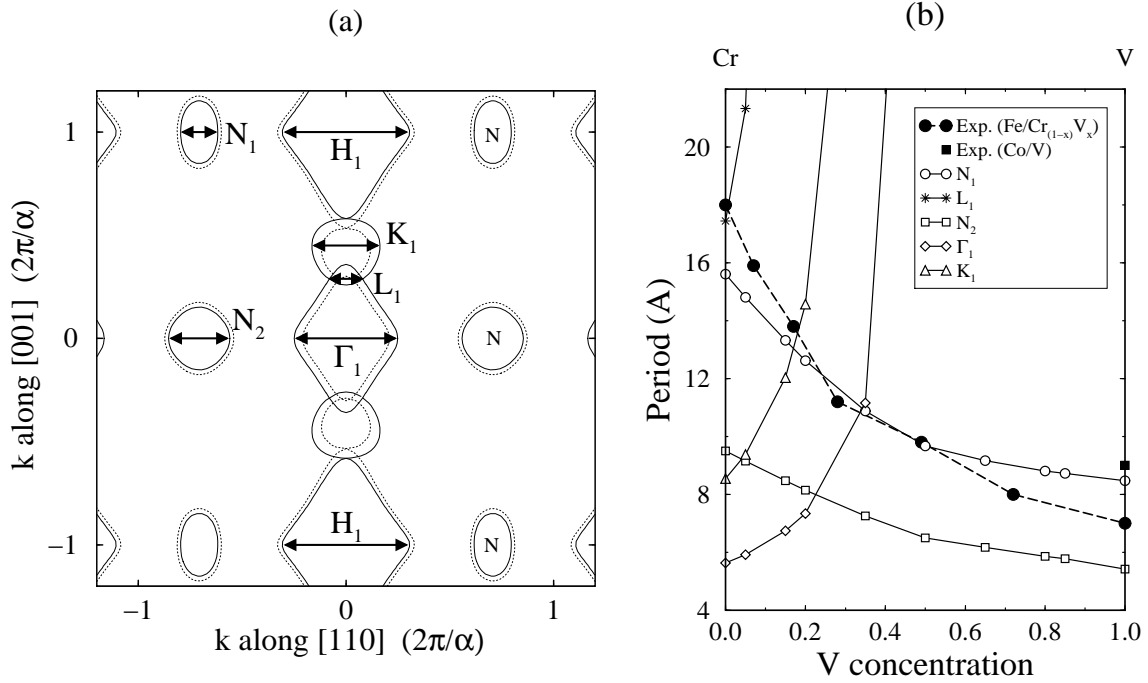 (a)
k along [001] (2π/α)
1
0
−1
N₁
H₁
N
K₁
L₁
N₂
Γ₁
N
H₁
N
−1
0
1
k along [110] (2π/α)
(b)
Cr
V
Period (A)
20
16
12
8
4
Exp. (Fe/Cr₍₁₋ₓ₎Vₓ)
Exp. (Co/V)
N₁
L₁
N₂
Γ₁
K₁
0.0
0.2
0.4
0.6
0.8
1.0
V concentration